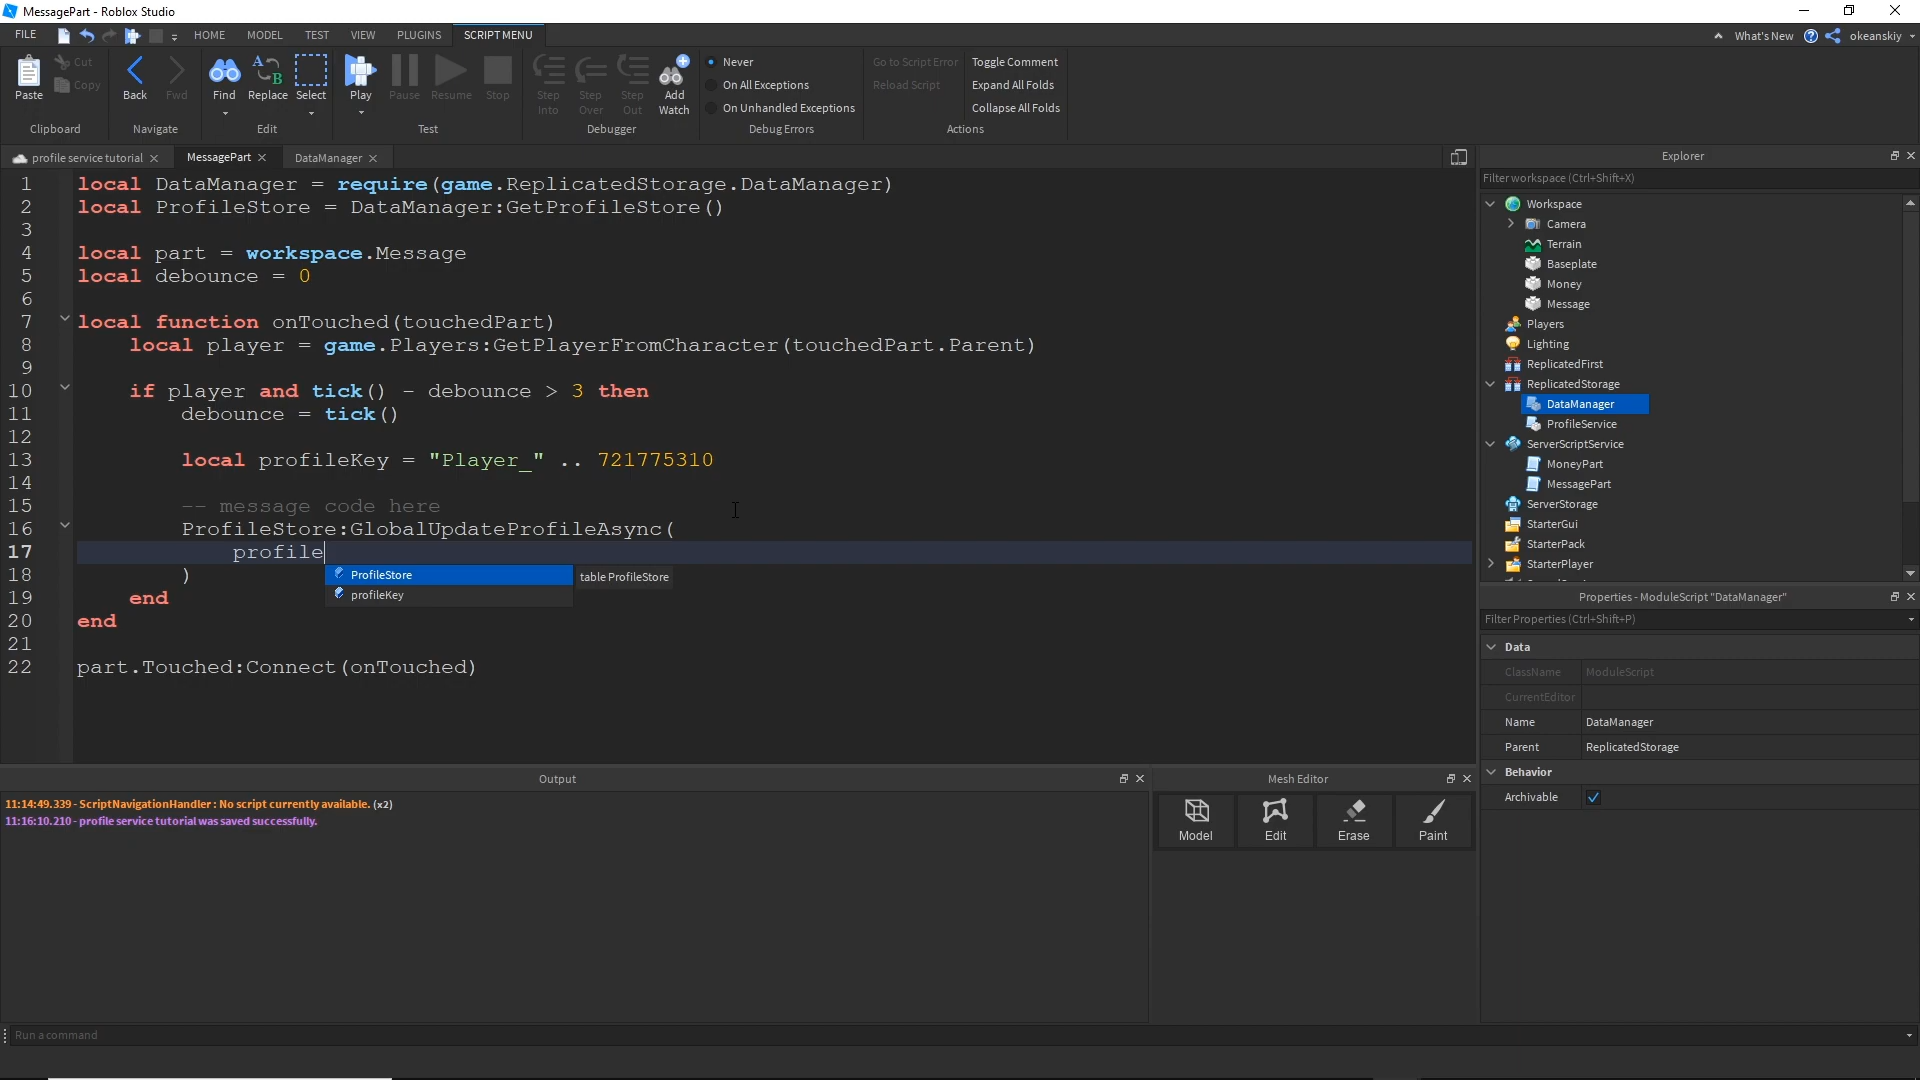 MessagePart - Roblox Studio
FILE HOME MODEL TEST VIEW PLUGINS SCRIPT MENU What's New okeanskiy
Paste Cut Copy Back Fwd Find Replace Select Play Pause Resume Stop Step Into Step Over Step Out Add Watch
Never
On All Exceptions
On Unhandled Exceptions
Go to Script Error
Reload Script
Toggle Comment
Expand All Folds
Collapse All Folds
Clipboard Navigate Edit Test Debugger Debug Errors Actions
profile service tutorial MessagePart DataManager
1 local DataManager = require(game.ReplicatedStorage.DataManager)
2 local ProfileStore = DataManager:GetProfileStore()
3
4 local part = workspace.Message
5 local debounce = 0
6
7 local function onTouched(touchedPart)
8 local player = game.Players:GetPlayerFromCharacter(touchedPart.Parent)
9
10 if player and tick() - debounce > 3 then
11 debounce = tick()
12
13 local profileKey = "Player_" .. 721775310
14
15 -- message code here
16 ProfileStore:GlobalUpdateProfileAsync(
17 profile
ProfileStore table ProfileStore
profileKey
18 )
19 end
20 end
21
22 part.Touched:Connect(onTouched)
Explorer
Filter workspace (Ctrl+Shift+X)
Workspace
Camera
Terrain
Baseplate
Money
Message
Players
Lighting
ReplicatedFirst
ReplicatedStorage
DataManager
ProfileService
ServerScriptService
MoneyPart
MessagePart
ServerStorage
StarterGui
StarterPack
StarterPlayer
Properties - ModuleScript "DataManager"
Filter Properties (Ctrl+Shift+P)
Data
ClassName ModuleScript
CurrentEditor
Name DataManager
Parent ReplicatedStorage
Behavior
Archivable
Output
11:14:49.339 - ScriptNavigationHandler : No script currently available. (x2)
11:16:10.210 - profile service tutorial was saved successfully.
Mesh Editor
Model Edit Erase Paint
Run a command